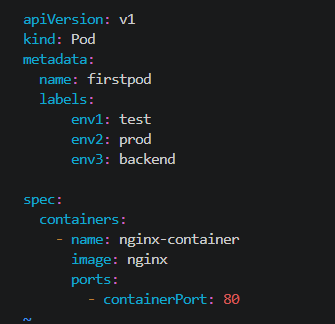 apiVersion: v1
kind: Pod
metadata:
  name: firstpod
  labels:
      env1: test
      env2: prod
      env3: backend

spec:
  containers:
    - name: nginx-container
      image: nginx
      ports:
        - containerPort: 80
~